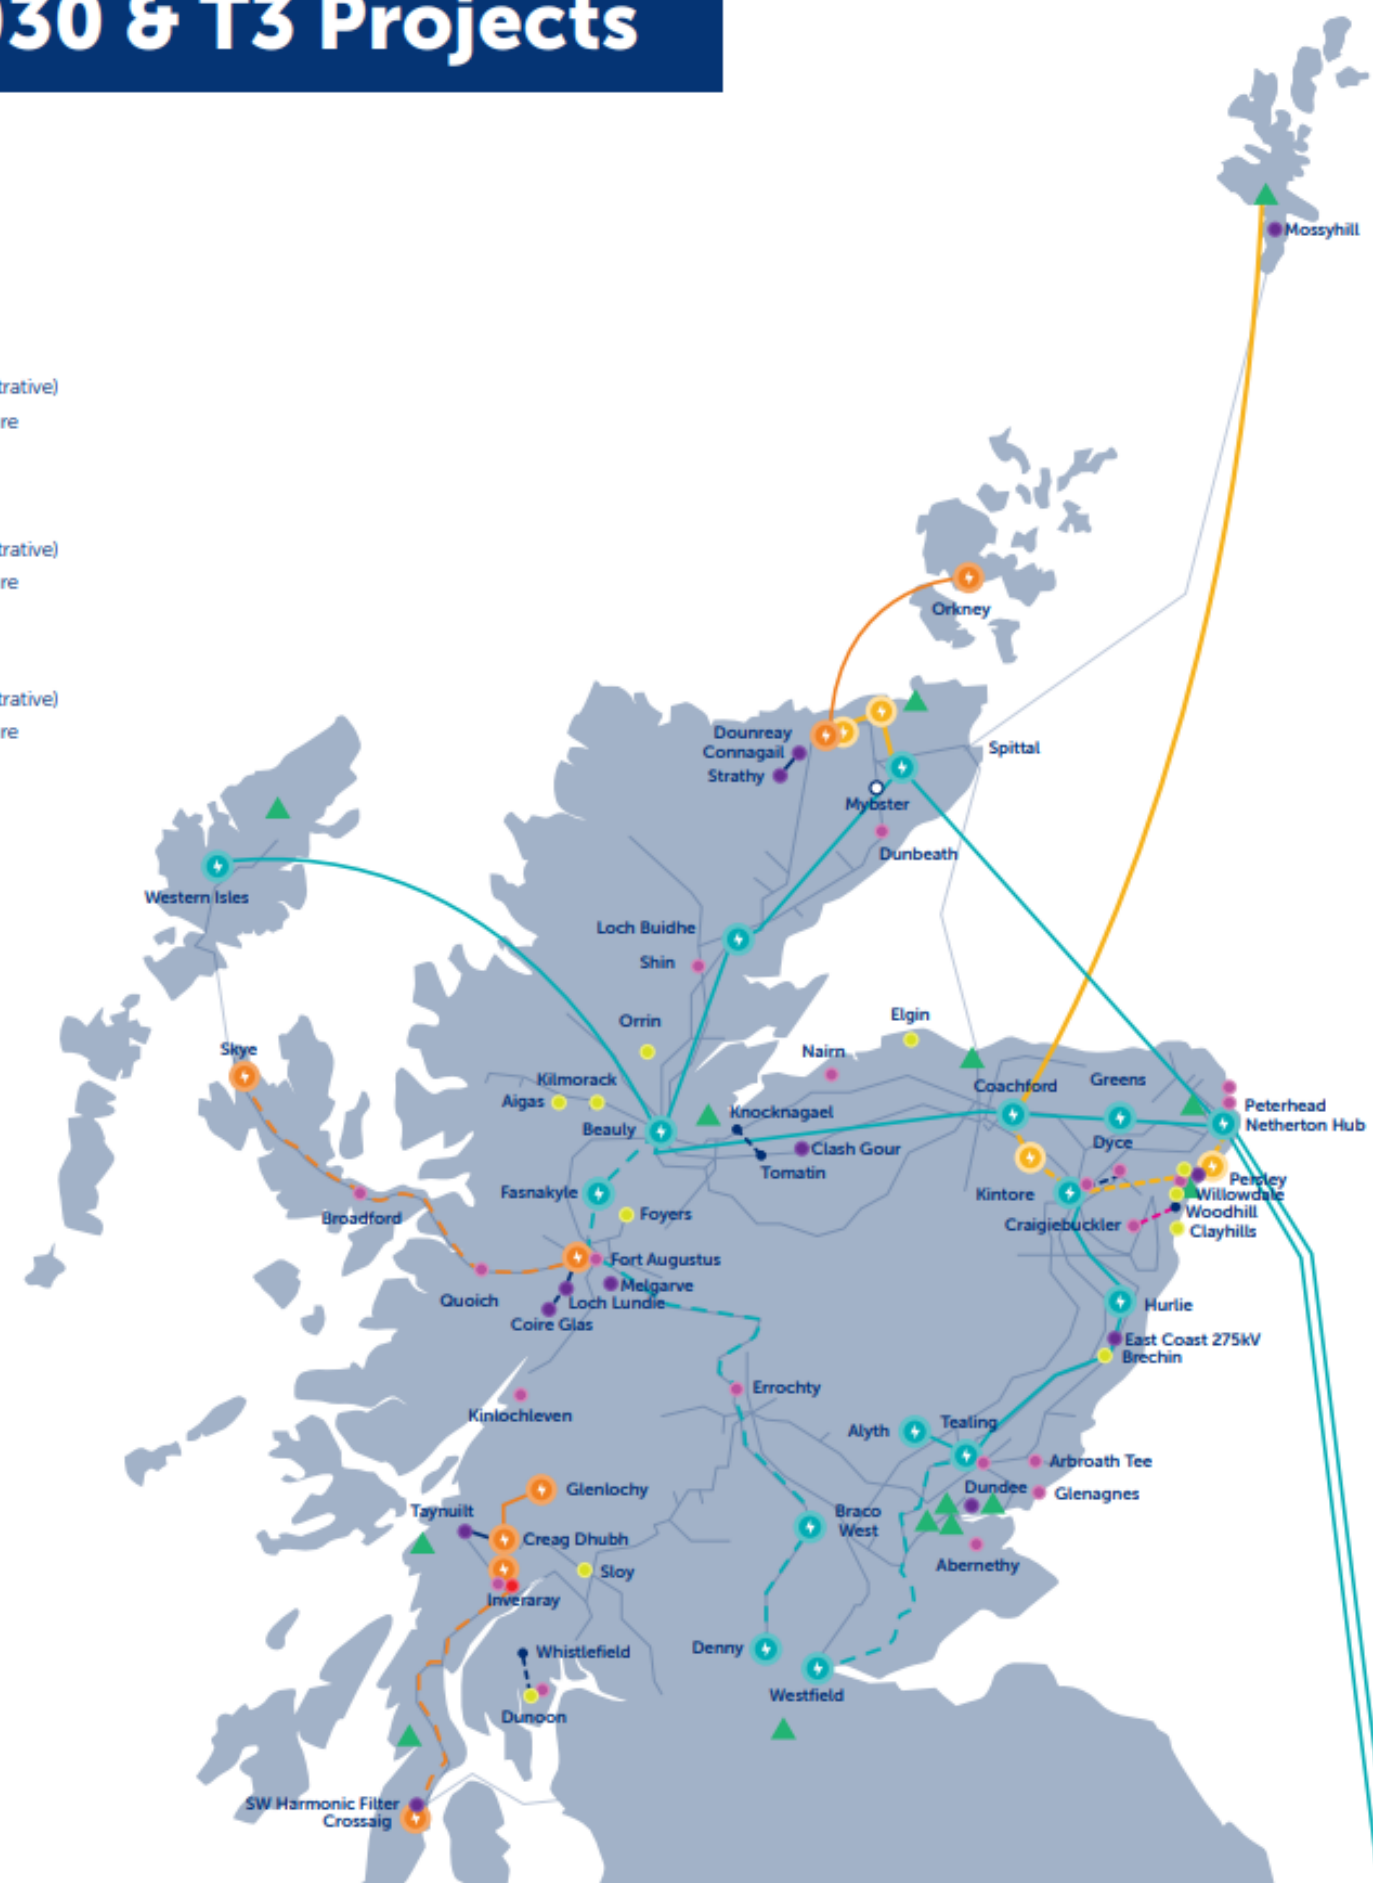 030 & T3 Projects
Mossyhill
trative)
re
trative)
re
Orkney
trative)
re
Dounreay
Connagail
Strathy
Spittal
Mybster
Dunbeath
Western Isles
Loch Buidhe
Shin
Orrin
Elgin
Nairn
Skye
Kilmorack
Aigas
Coachford
Greens
Peterhead
Netherton Hub
Knocknagael
Beauly
Dyce
Clash Gour
Tomatin
Persley
Fasnakyle
Kintore
Willowdale
Foyers
Woodhill
Broadford
Craigiebuckler
Clayhills
Fort Augustus
Melgarve
Quoich
Loch Lundie
Hurlie
Coire Glas
East Coast 275kV
Brechin
Errochty
Kinlochleven
Alyth
Tealing
Arbroath Tee
Glenlochy
Dundee
Glenagnes
Taynuilt
Braco
West
Creag Dhubh
Abernethy
Sloy
Inveraray
Whistlefield
Denny
Westfield
Dunoon
SW Harmonic Filter
Crossaig